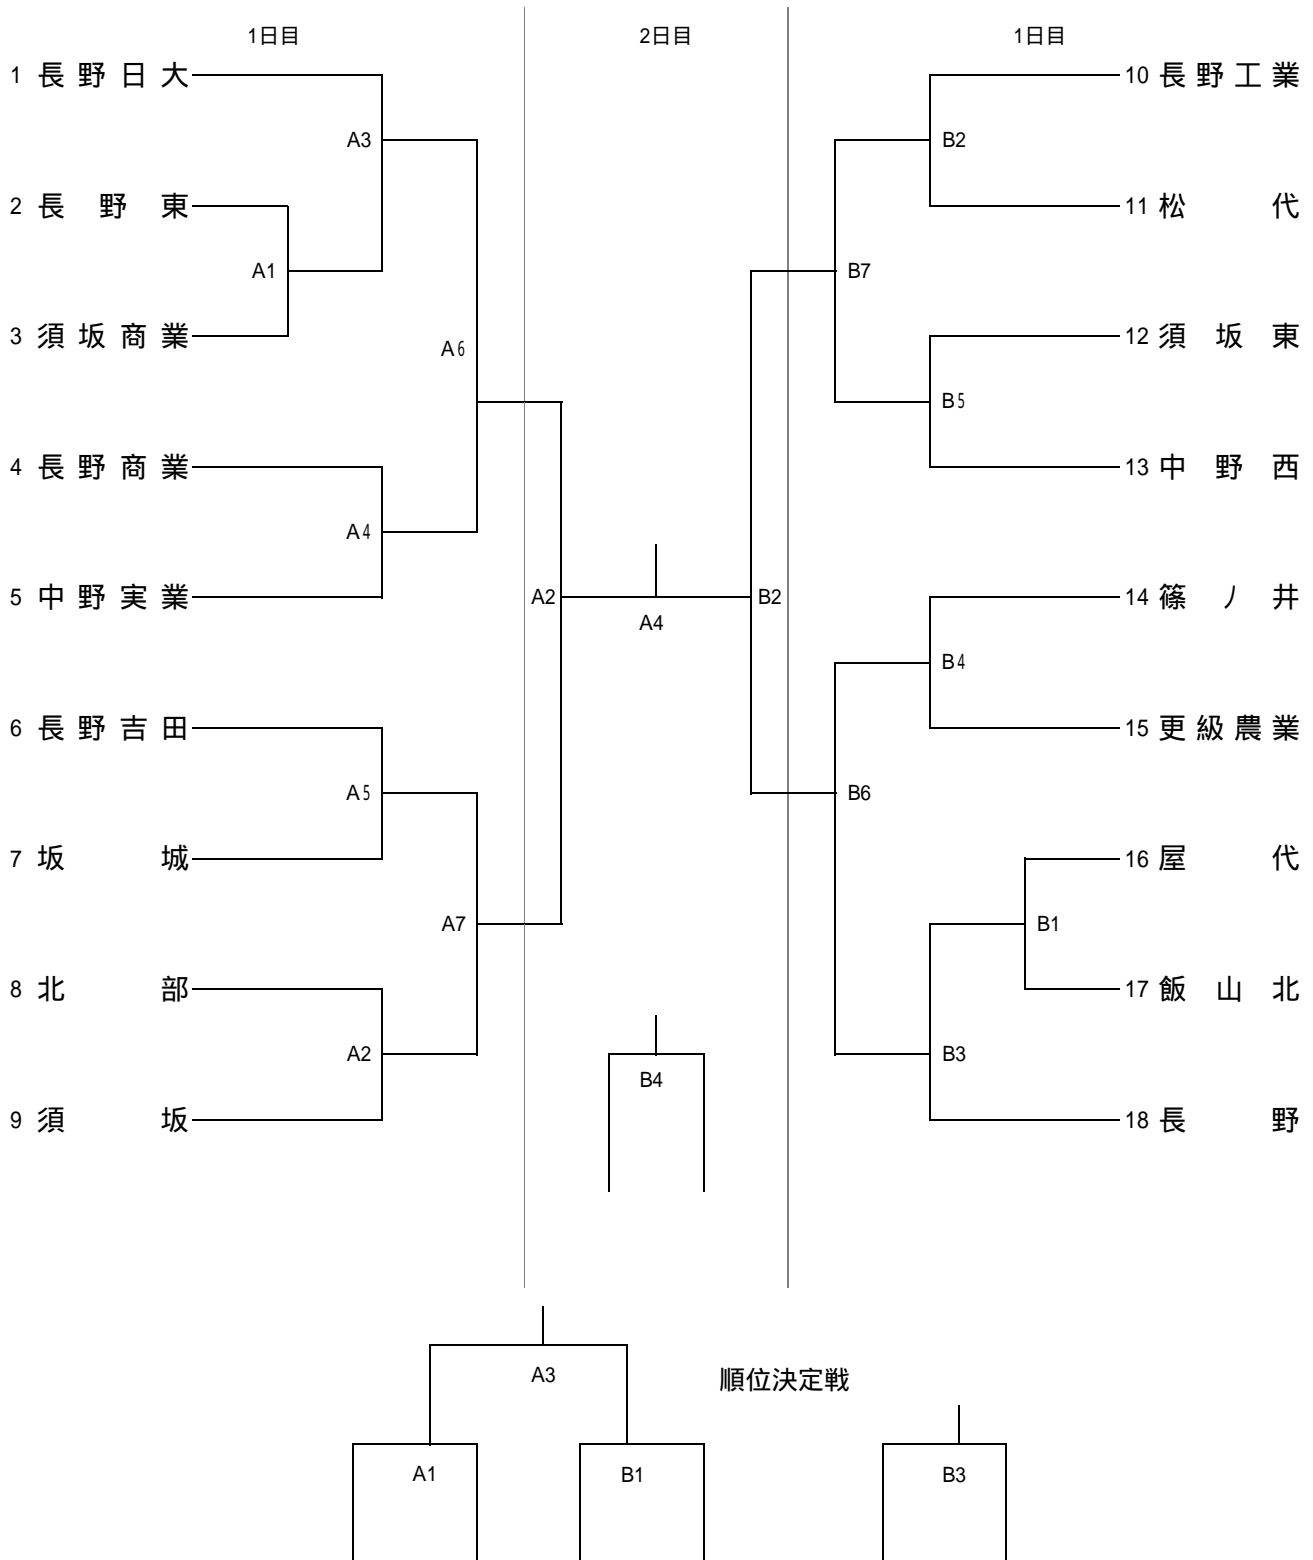 1日目 2日目 1日目
1 長野日大 10 長野工業
A3 B2
2 長野東 11 松代
A1 B7
3 須坂商業 12 須坂東
A6 B5
4 長野商業 13 中野西
A4
5 中野実業 A2 A4 B2 14 篠ノ井
B4
6 長野吉田 15 更級農業
A5 B6
7 坂城 16 屋代
A7 B1
8 北部 17 飯山北
A2 B4 B3
9 須坂 18 長野
A3 順位決定戦
A1 B1 B3